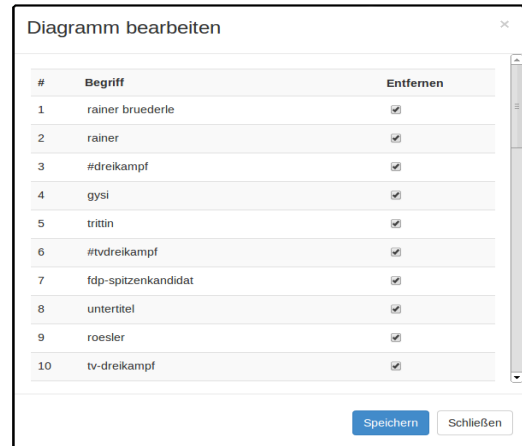 Diagramm bearbeiten ×
# Begriff Entfernen
1 rainer bruederle
2 rainer
3 #dreikampf
4 gysi
5 trittin
6 #tvdreikampf
7 fdp-spitzenkandidat
8 untertitel
9 roesler
10 tv-dreikampf
Speichern Schließen